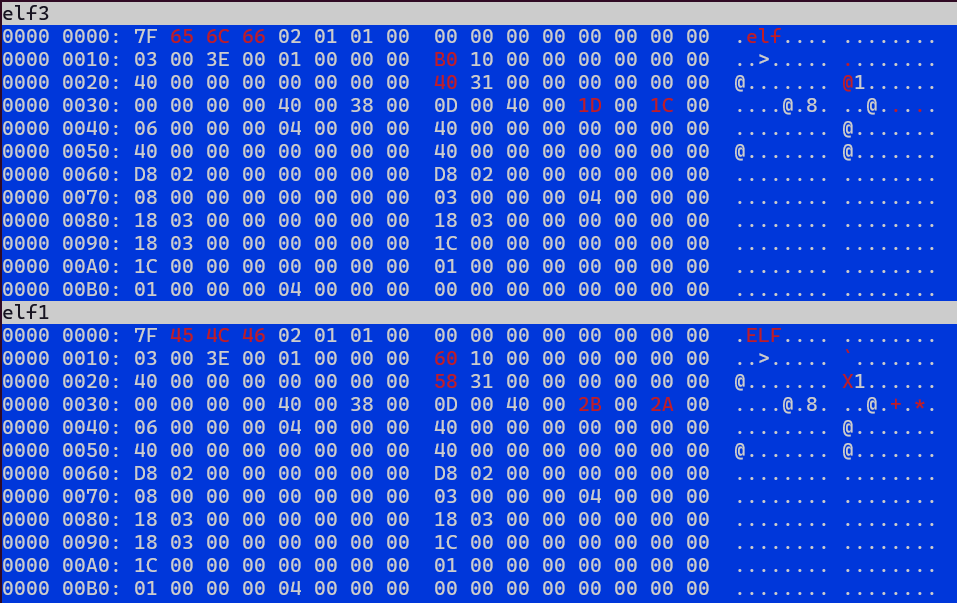 elf3
0000 0000: 7F 65 6C 66 02 01 01 00 00 00 00 00 00 00 00 00 .elf.... ........
0000 0010: 03 00 3E 00 01 00 00 00 B0 10 00 00 00 00 00 00 ..>..... ........
0000 0020: 40 00 00 00 00 00 00 00 40 31 00 00 00 00 00 00 @....... @1......
0000 0030: 00 00 00 00 40 00 38 00 0D 00 40 00 1D 00 1C 00 ....@.8. ..@.....
0000 0040: 06 00 00 00 04 00 00 00 40 00 00 00 00 00 00 00 ........ @.......
0000 0050: 40 00 00 00 00 00 00 00 40 00 00 00 00 00 00 00 @....... @.......
0000 0060: D8 02 00 00 00 00 00 00 D8 02 00 00 00 00 00 00 ........ ........
0000 0070: 08 00 00 00 00 00 00 00 03 00 00 00 04 00 00 00 ........ ........
0000 0080: 18 03 00 00 00 00 00 00 18 03 00 00 00 00 00 00 ........ ........
0000 0090: 18 03 00 00 00 00 00 00 1C 00 00 00 00 00 00 00 ........ ........
0000 00A0: 1C 00 00 00 00 00 00 00 01 00 00 00 00 00 00 00 ........ ........
0000 00B0: 01 00 00 00 04 00 00 00 00 00 00 00 00 00 00 00 ........ ........
elf1
0000 0000: 7F 45 4C 46 02 01 01 00 00 00 00 00 00 00 00 00 .ELF.... ........
0000 0010: 03 00 3E 00 01 00 00 00 60 10 00 00 00 00 00 00 ..>..... `.......
0000 0020: 40 00 00 00 00 00 00 00 58 31 00 00 00 00 00 00 @....... X1......
0000 0030: 00 00 00 00 40 00 38 00 0D 00 40 00 2B 00 2A 00 ....@.8. ..@.+.*.
0000 0040: 06 00 00 00 04 00 00 00 40 00 00 00 00 00 00 00 ........ @.......
0000 0050: 40 00 00 00 00 00 00 00 40 00 00 00 00 00 00 00 @....... @.......
0000 0060: D8 02 00 00 00 00 00 00 D8 02 00 00 00 00 00 00 ........ ........
0000 0070: 08 00 00 00 00 00 00 00 03 00 00 00 04 00 00 00 ........ ........
0000 0080: 18 03 00 00 00 00 00 00 18 03 00 00 00 00 00 00 ........ ........
0000 0090: 18 03 00 00 00 00 00 00 1C 00 00 00 00 00 00 00 ........ ........
0000 00A0: 1C 00 00 00 00 00 00 00 01 00 00 00 00 00 00 00 ........ ........
0000 00B0: 01 00 00 00 04 00 00 00 00 00 00 00 00 00 00 00 ........ ........